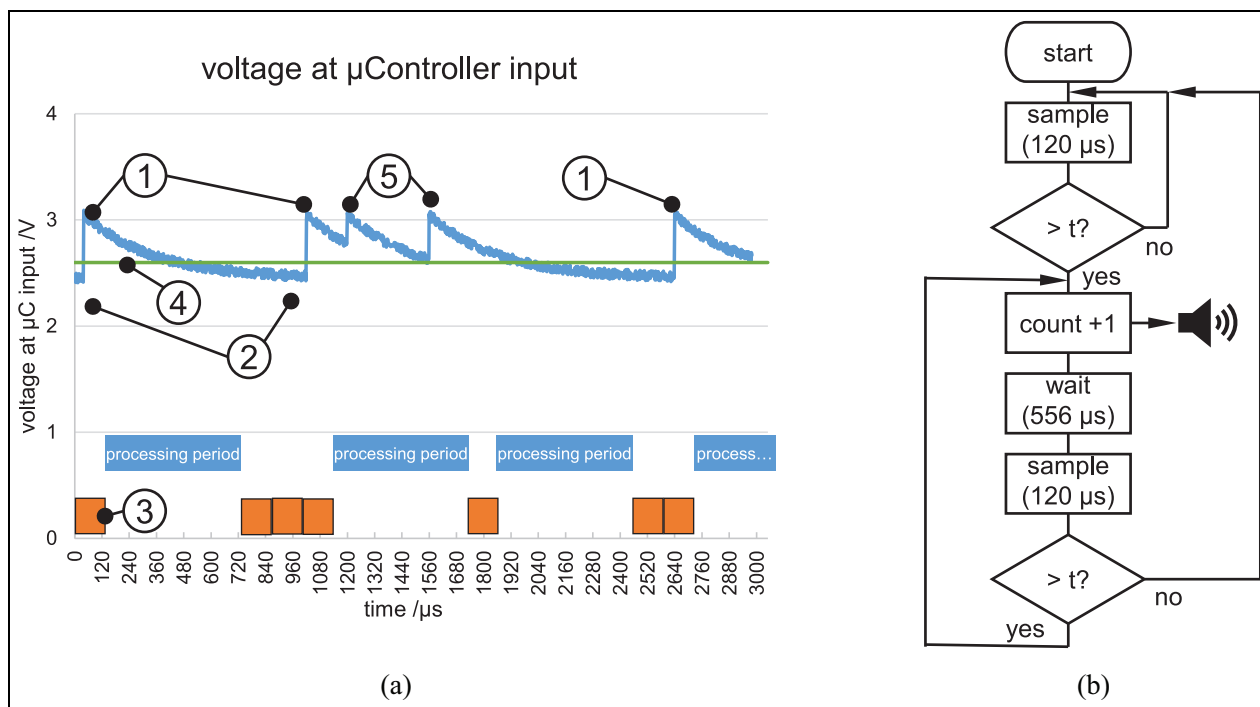 voltage at µController input
voltage at µC input /V
4
3
2
1
0
1
5
1
4
2
3
processing period
processing period
processing period
process...
0
120
240
360
480
600
720
840
960
1080
1200
1320
1440
1560
1680
1800
1920
2040
2160
2280
2400
2520
2640
2760
2880
3000
time /µs
(a)
start
sample
(120 µs)
> t?
no
yes
count +1
wait
(556 µs)
sample
(120 µs)
> t?
no
yes
(b)